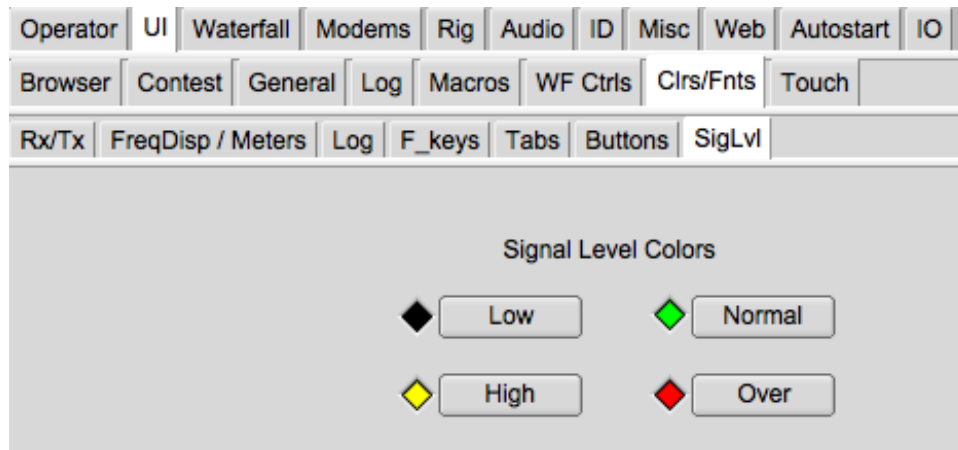 Operator UI Waterfall Modems Rig Audio ID Misc Web Autostart IO
Browser Contest General Log Macros WF Ctrls Clrs/Fnts Touch
Rx/Tx FreqDisp / Meters Log F_keys Tabs Buttons SigLvl
Signal Level Colors
Low Normal
High Over